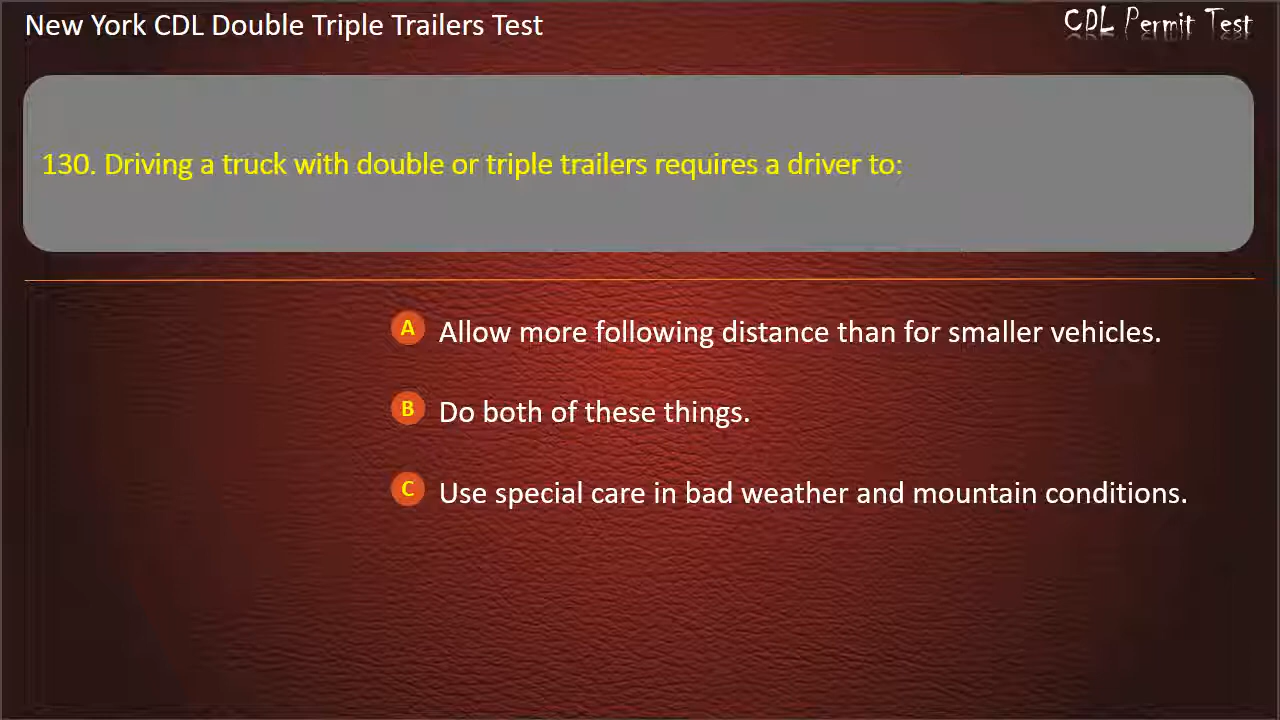 New York CDL Double Triple Trailers Test
CDL Permit Test
130. Driving a truck with double or triple trailers requires a driver to:
A Allow more following distance than for smaller vehicles.
B Do both of these things.
C Use special care in bad weather and mountain conditions.